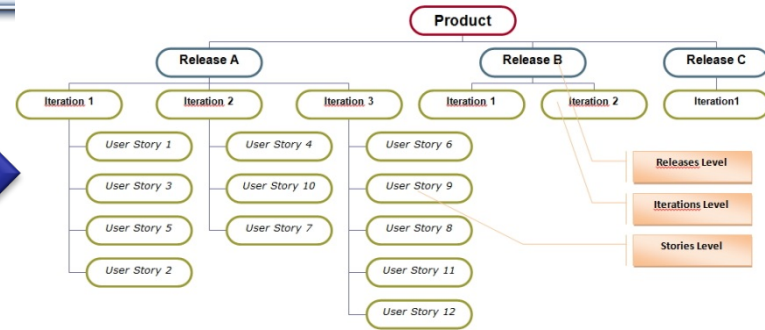 Product
Release A
Release B
Release C
Iteration 1
Iteration 2
Iteration 3
Iteration 1
Iteration 2
Iteration1
User Story 1
User Story 4
User Story 6
Releases Level
User Story 3
User Story 10
User Story 9
Iterations Level
User Story 5
User Story 7
User Story 8
Stories Level
User Story 2
User Story 11
User Story 12